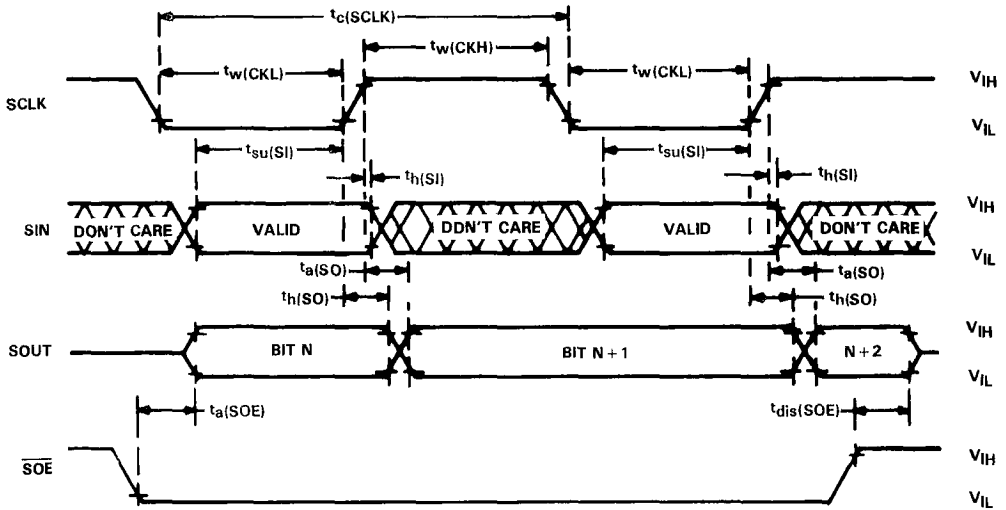 tc(SCLK)
tw(CKH)
tw(CKL) tw(CKL)
SCLK VIH
VIL
tsu(SI) tsu(SI)
th(SI) th(SI)
SIN DON'T CARE VALID DDN'T CARE VALID DON'T CARE VIH
VIL
ta(SO) ta(SO)
th(SO) th(SO)
SOUT BIT N BIT N + 1 N + 2 VIH
VIL
ta(SOE) tdis(SOE)
SOE VIH
VIL